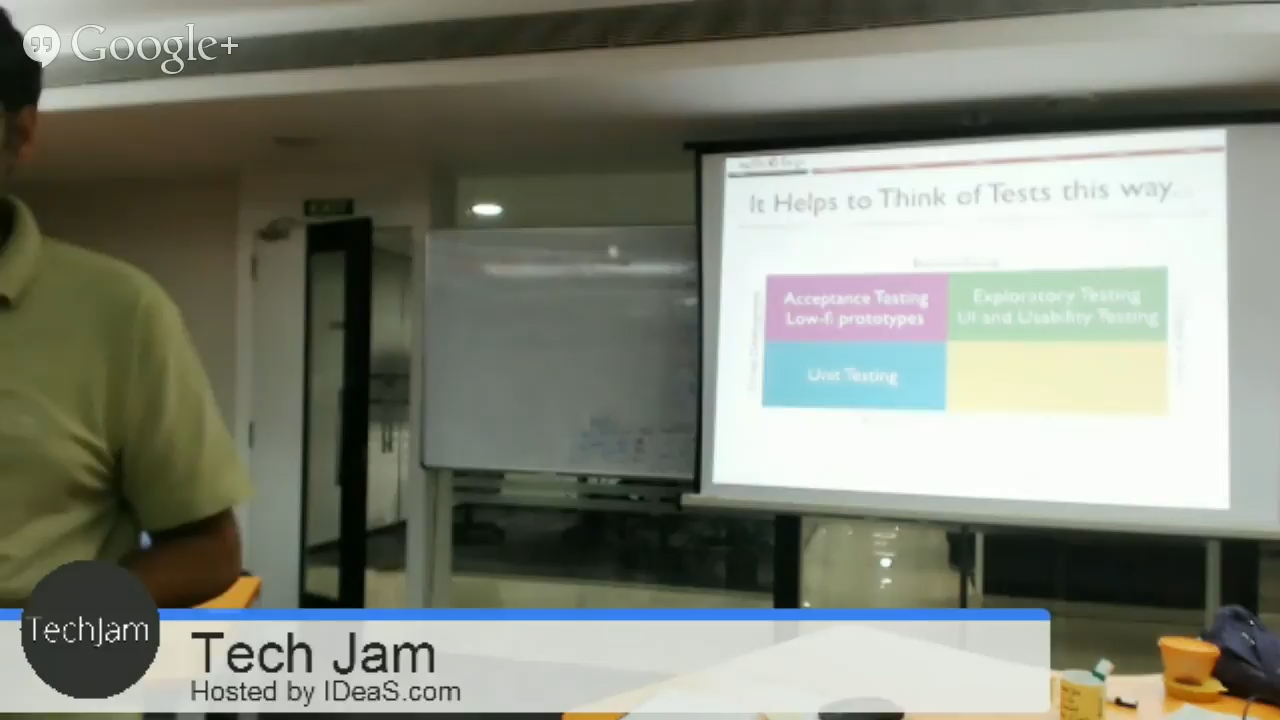 Google+
EXIT
It Helps to Think of Tests this way...
Acceptance Testing
Low-fi prototypes
Exploratory Testing
UI and Usability Testing
Unit Testing
TechJam
Tech Jam
Hosted by IDeaS.com